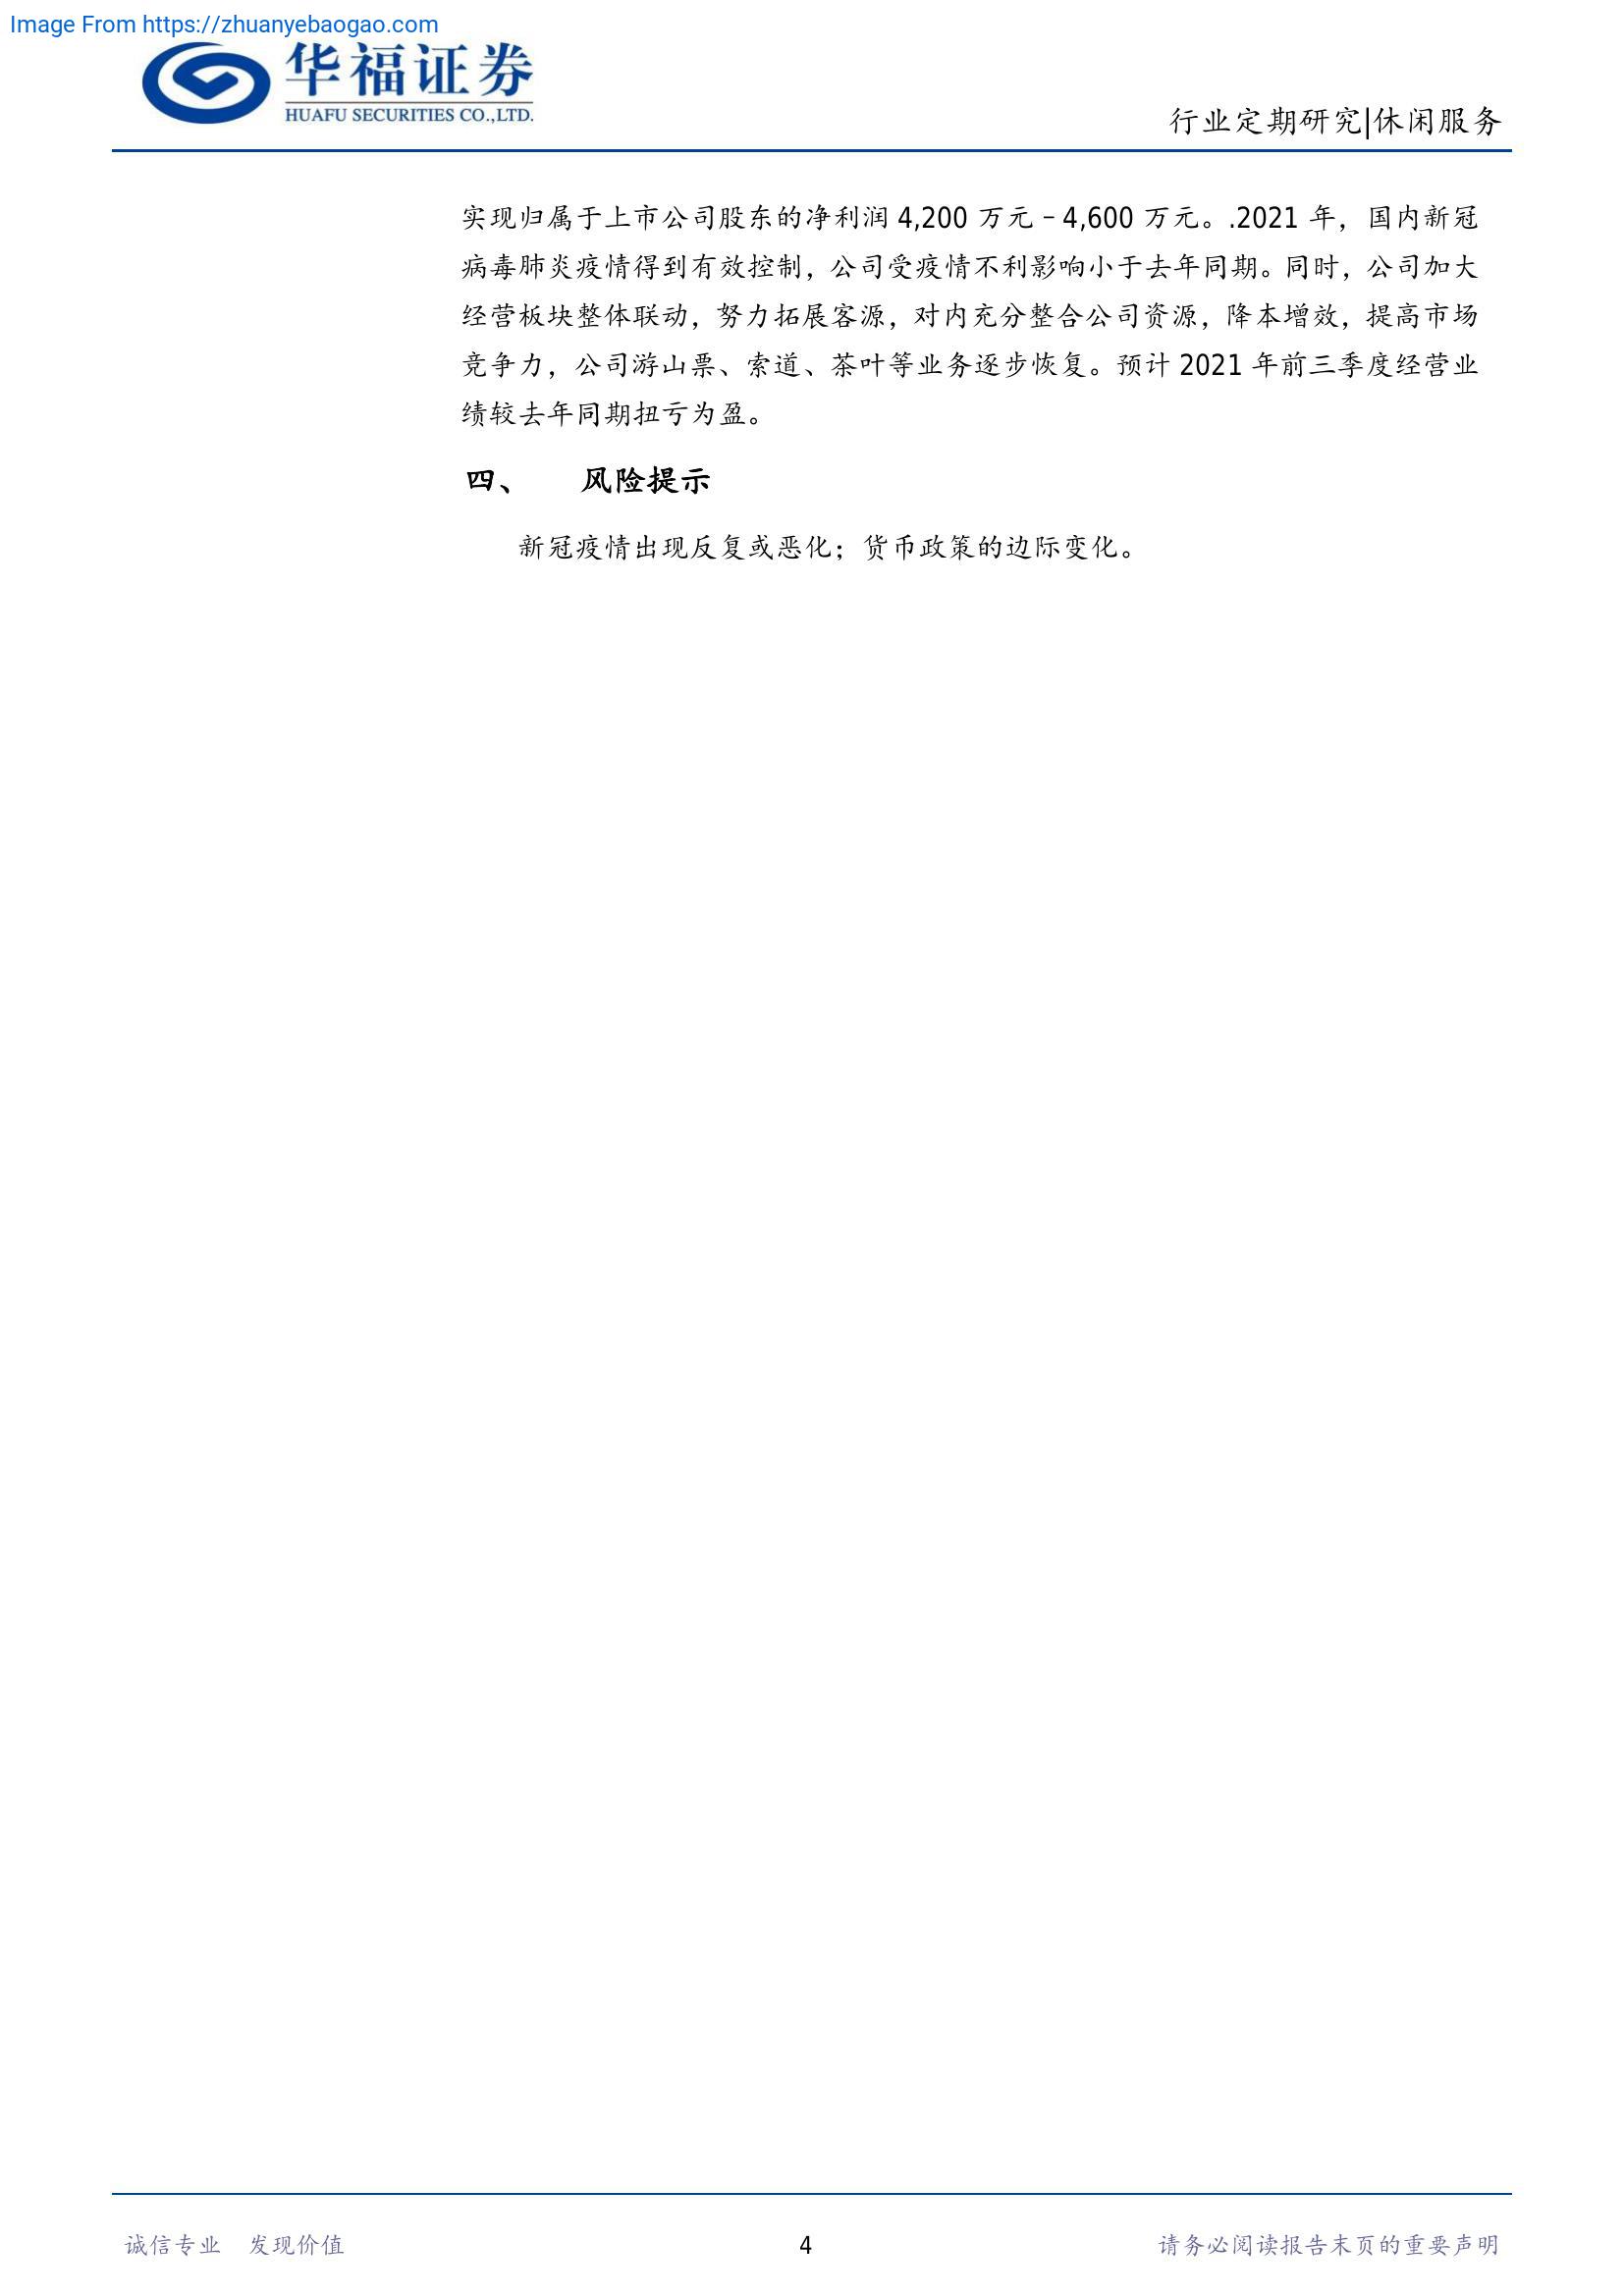 Image From https://zhuanyebaogao.com
华福证券
HUAFU SECURITIES CO.,LTD.
行业定期研究|休闲服务
实现归属于上市公司股东的净利润 4,200 万元–4,600 万元。.2021 年，国内新冠
病毒肺炎疫情得到有效控制，公司受疫情不利影响小于去年同期。同时，公司加大
经营板块整体联动，努力拓展客源，对内充分整合公司资源，降本增效，提高市场
竞争力，公司游山票、索道、茶叶等业务逐步恢复。预计 2021 年前三季度经营业
绩较去年同期扭亏为盈。
四、 风险提示
新冠疫情出现反复或恶化；货币政策的边际变化。
诚信专业 发现价值
4
请务必阅读报告末页的重要声明